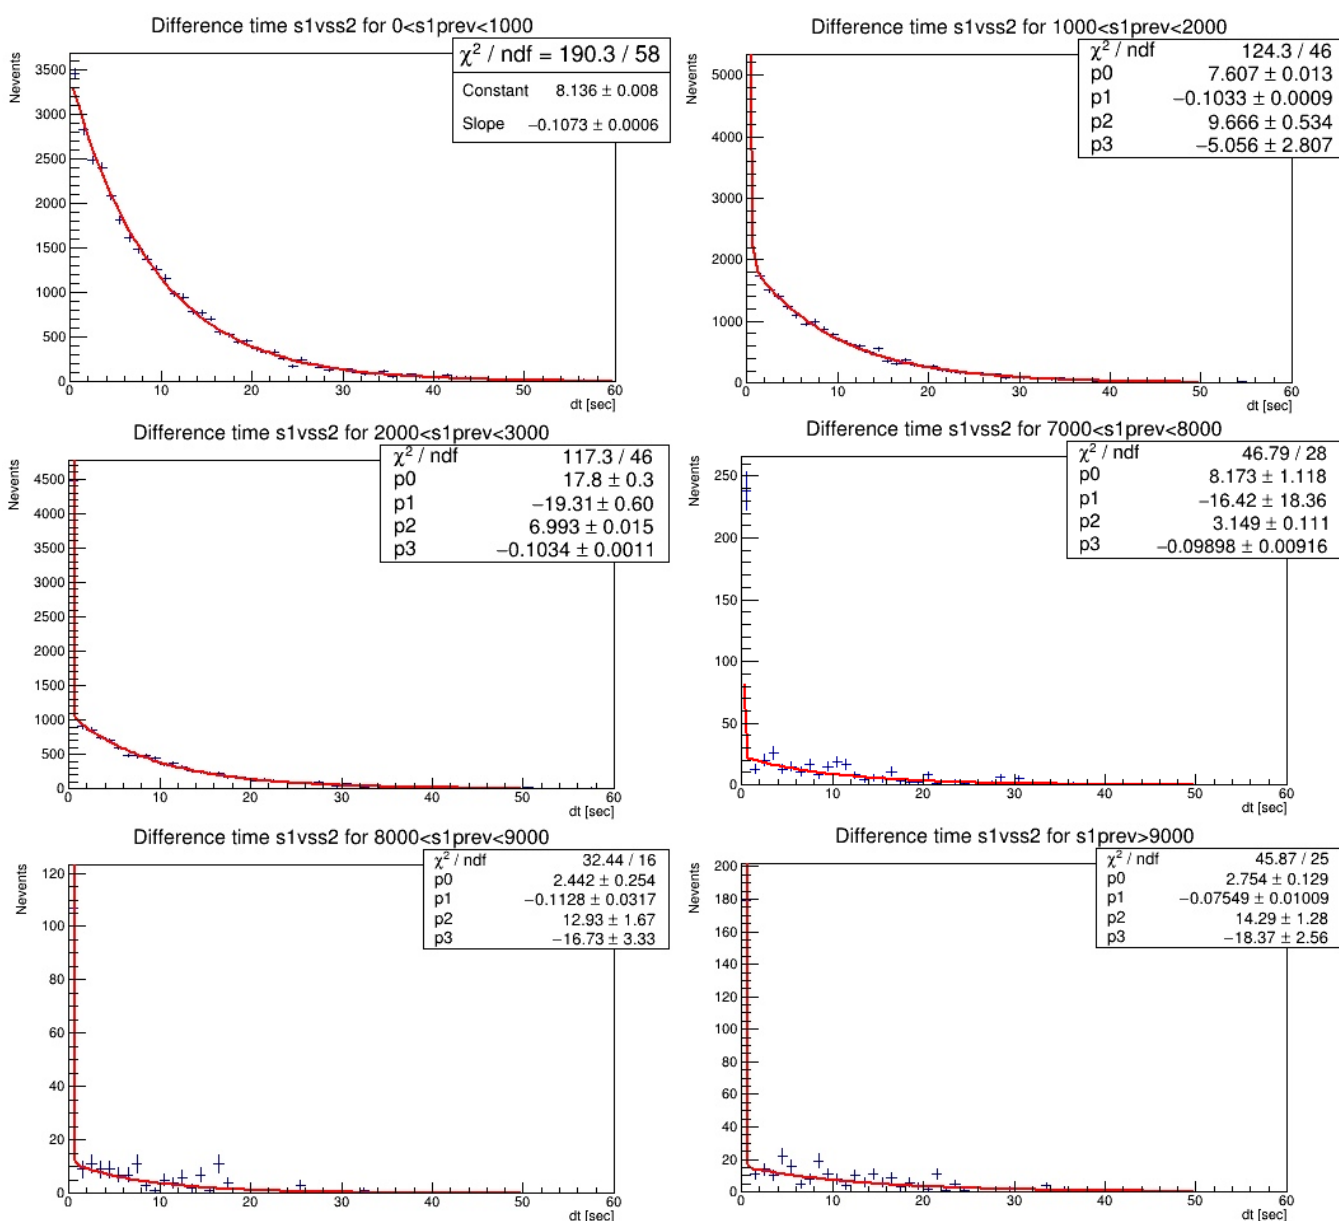 Difference time s1vss2 for 0<s1prev<1000
Nevents
χ² / ndf = 190.3 / 58
Constant 8.136 ± 0.008
Slope −0.1073 ± 0.0006
3500
3000
2500
2000
1500
1000
500
0
0 10 20 30 40 50 60
dt [sec]
Difference time s1vss2 for 1000<s1prev<2000
Nevents
χ² / ndf 124.3 / 46
p0 7.607 ± 0.013
p1 −0.1033 ± 0.0009
p2 9.666 ± 0.534
p3 −5.056 ± 2.807
5000
4000
3000
2000
1000
0
0 10 20 30 40 50 60
dt [sec]
Difference time s1vss2 for 2000<s1prev<3000
Nevents
χ² / ndf 117.3 / 46
p0 17.8 ± 0.3
p1 −19.31 ± 0.60
p2 6.993 ± 0.015
p3 −0.1034 ± 0.0011
4500
4000
3500
3000
2500
2000
1500
1000
500
0
0 10 20 30 40 50 60
dt [sec]
Difference time s1vss2 for 7000<s1prev<8000
Nevents
χ² / ndf 46.79 / 28
p0 8.173 ± 1.118
p1 −16.42 ± 18.36
p2 3.149 ± 0.111
p3 −0.09898 ± 0.00916
250
200
150
100
50
0
0 10 20 30 40 50 60
dt [sec]
Difference time s1vss2 for 8000<s1prev<9000
Nevents
χ² / ndf 32.44 / 16
p0 2.442 ± 0.254
p1 −0.1128 ± 0.0317
p2 12.93 ± 1.67
p3 −16.73 ± 3.33
120
100
80
60
40
20
0
0 10 20 30 40 50 60
dt [sec]
Difference time s1vss2 for s1prev>9000
Nevents
χ² / ndf 45.87 / 25
p0 2.754 ± 0.129
p1 −0.07549 ± 0.01009
p2 14.29 ± 1.28
p3 −18.37 ± 2.56
200
180
160
140
120
100
80
60
40
20
0
0 10 20 30 40 50 60
dt [sec]